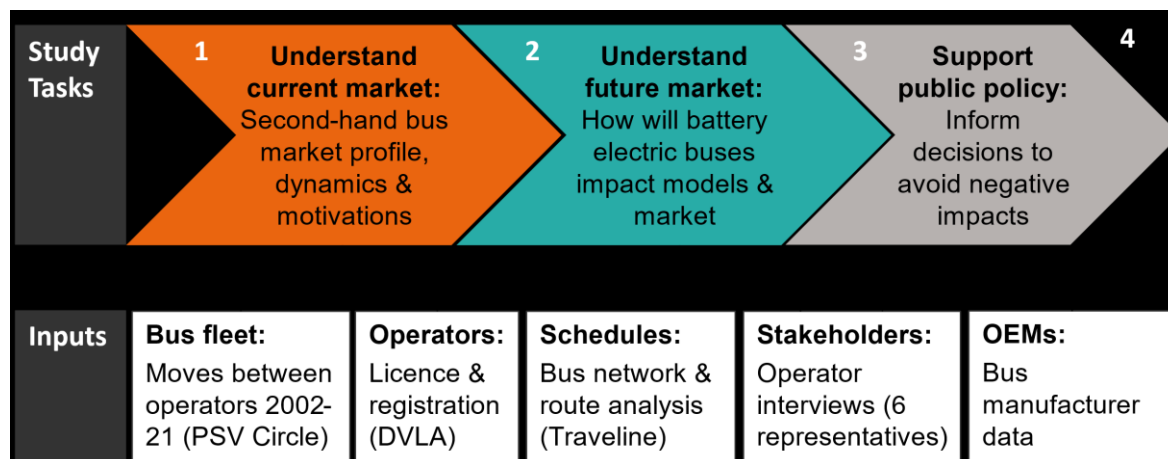 Study
Tasks
1
Understand
current market:
Second-hand bus
market profile,
dynamics &
motivations
2
Understand
future market:
How will battery
electric buses
impact models &
market
3
Support
public policy:
Inform
decisions to
avoid negative
impacts
4
Inputs
Bus fleet:
Moves between
operators 2002-
21 (PSV Circle)
Operators:
Licence &
registration
(DVLA)
Schedules:
Bus network &
route analysis
(Traveline)
Stakeholders:
Operator
interviews (6
representatives)
OEMs:
Bus
manufacturer
data